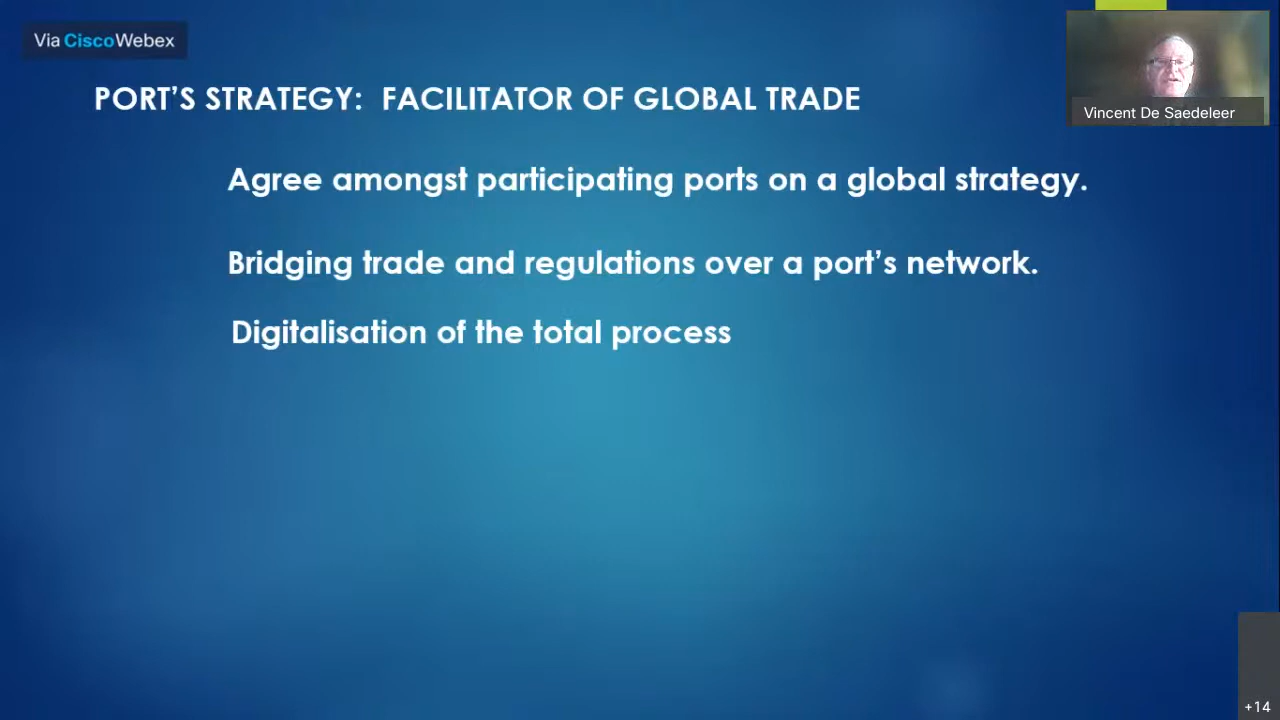 Via CiscoWebex
Vincent De Saedeleer
PORT’S STRATEGY: FACILITATOR OF GLOBAL TRADE
Agree amongst participating ports on a global strategy.
Bridging trade and regulations over a port’s network.
Digitalisation of the total process
+14